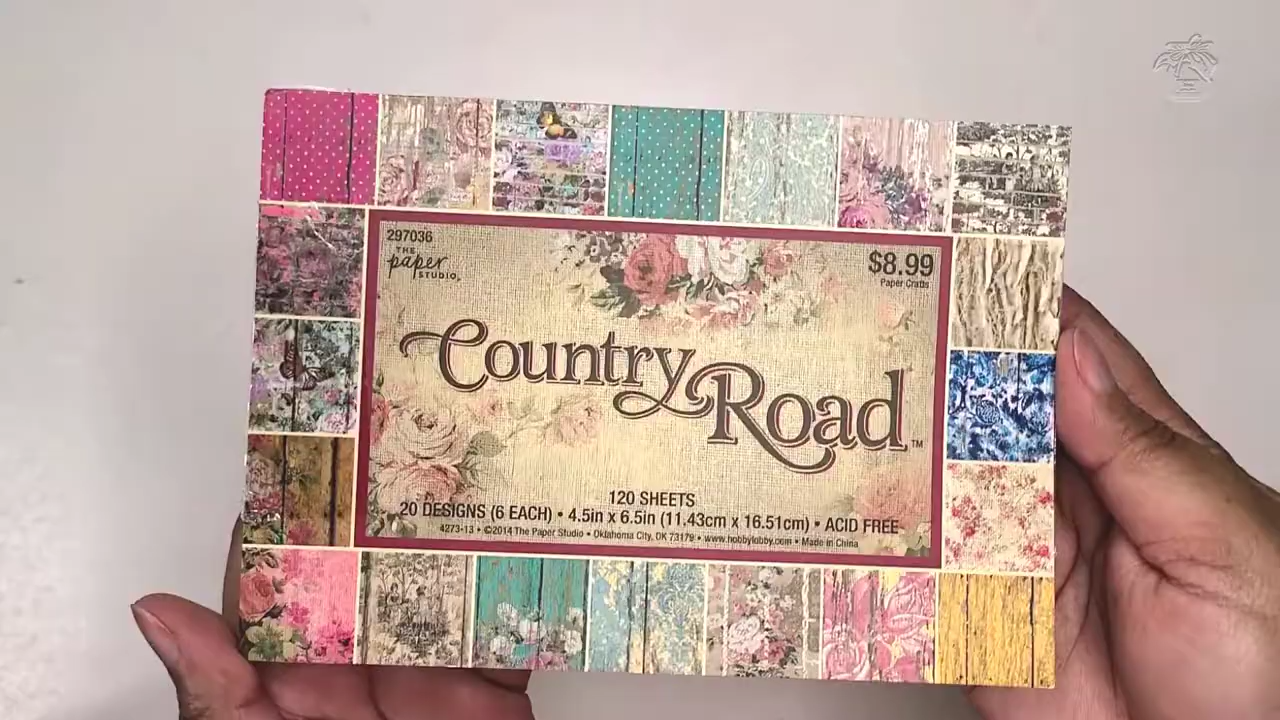 297036
THE
paper
STUDIO®
$8.99
Paper Crafts
Country
Road™
120 SHEETS
20 DESIGNS (6 EACH) • 4.5in x 6.5in (11.43cm x 16.51cm) • ACID FREE
4273-13 • ©2014 The Paper Studio • Oklahoma City, OK 73179 • www.hobbylobby.com • Made in China